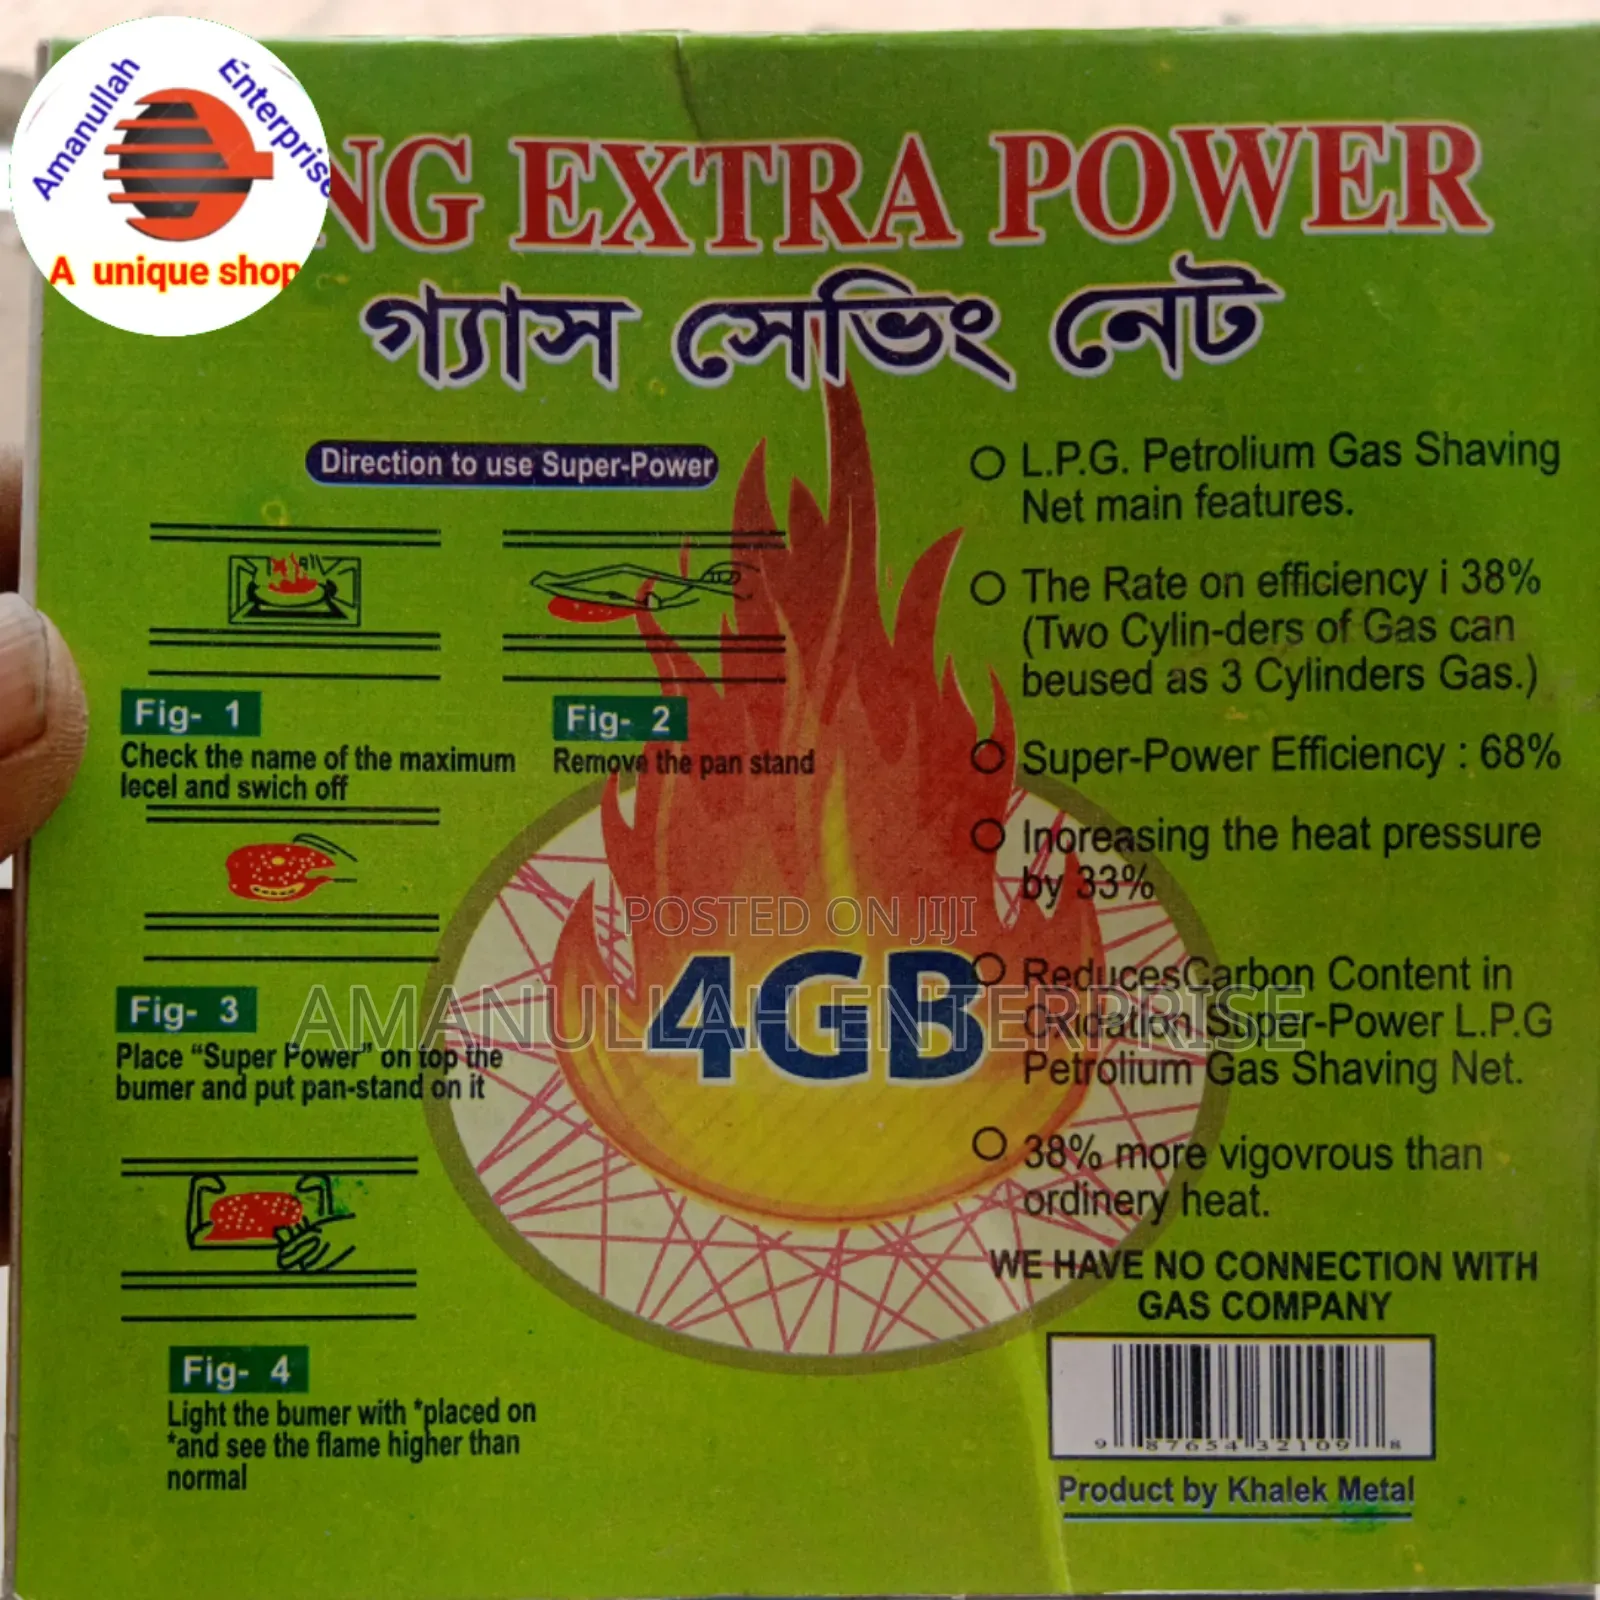 Amanullah Enterprise
A unique shop
NG EXTRA POWER
গ্যাস সেভিং নেট
Direction to use Super-Power
Fig- 1
Check the name of the maximum
lecel and swich off
Fig- 2
Remove the pan stand
Fig- 3
Place “Super Power” on top the
bumer and put pan-stand on it
Fig- 4
Light the bumer with *placed on
*and see the flame higher than
normal
4GB
L.P.G. Petrolium Gas Shaving
Net main features.
The Rate on efficiency i 38%
(Two Cylin-ders of Gas can
beused as 3 Cylinders Gas.)
Super-Power Efficiency : 68%
Inoreasing the heat pressure
by 33%
ReducesCarbon Content in
Oxidation Super-Power L.P.G
Petrolium Gas Shaving Net.
38% more vigovrous than
ordinery heat.
WE HAVE NO CONNECTION WITH
GAS COMPANY
9 87654 32109 8
Product by Khalek Metal
POSTED ON JIJI
AMANULLAH ENTERPRISE